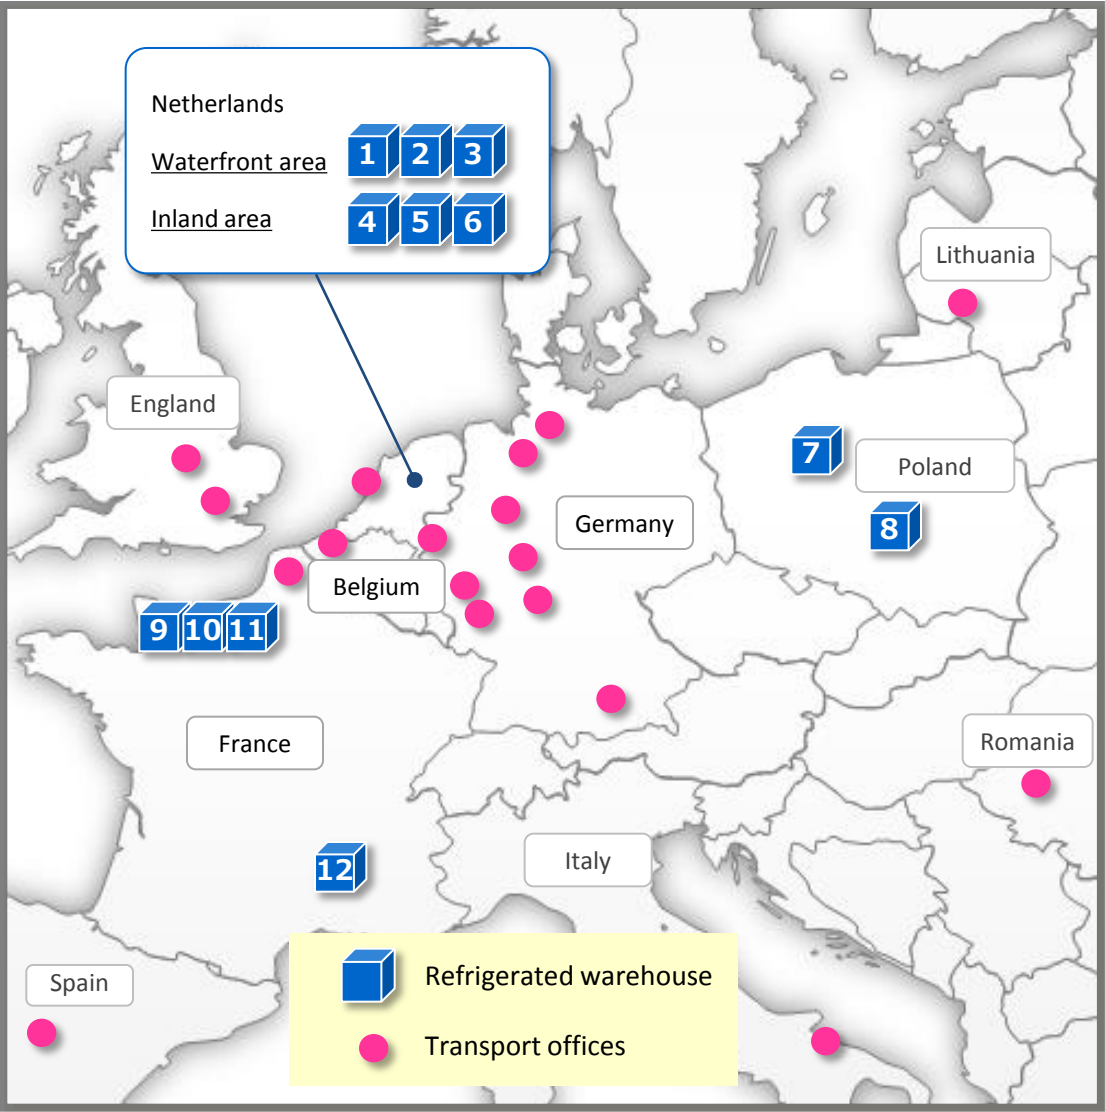 Netherlands
Waterfront area 1 2 3
Inland area 4 5 6
Lithuania
England
7
Poland
8
Germany
Belgium
9 10 11
France
Romania
12
Italy
Spain
Refrigerated warehouse
Transport offices